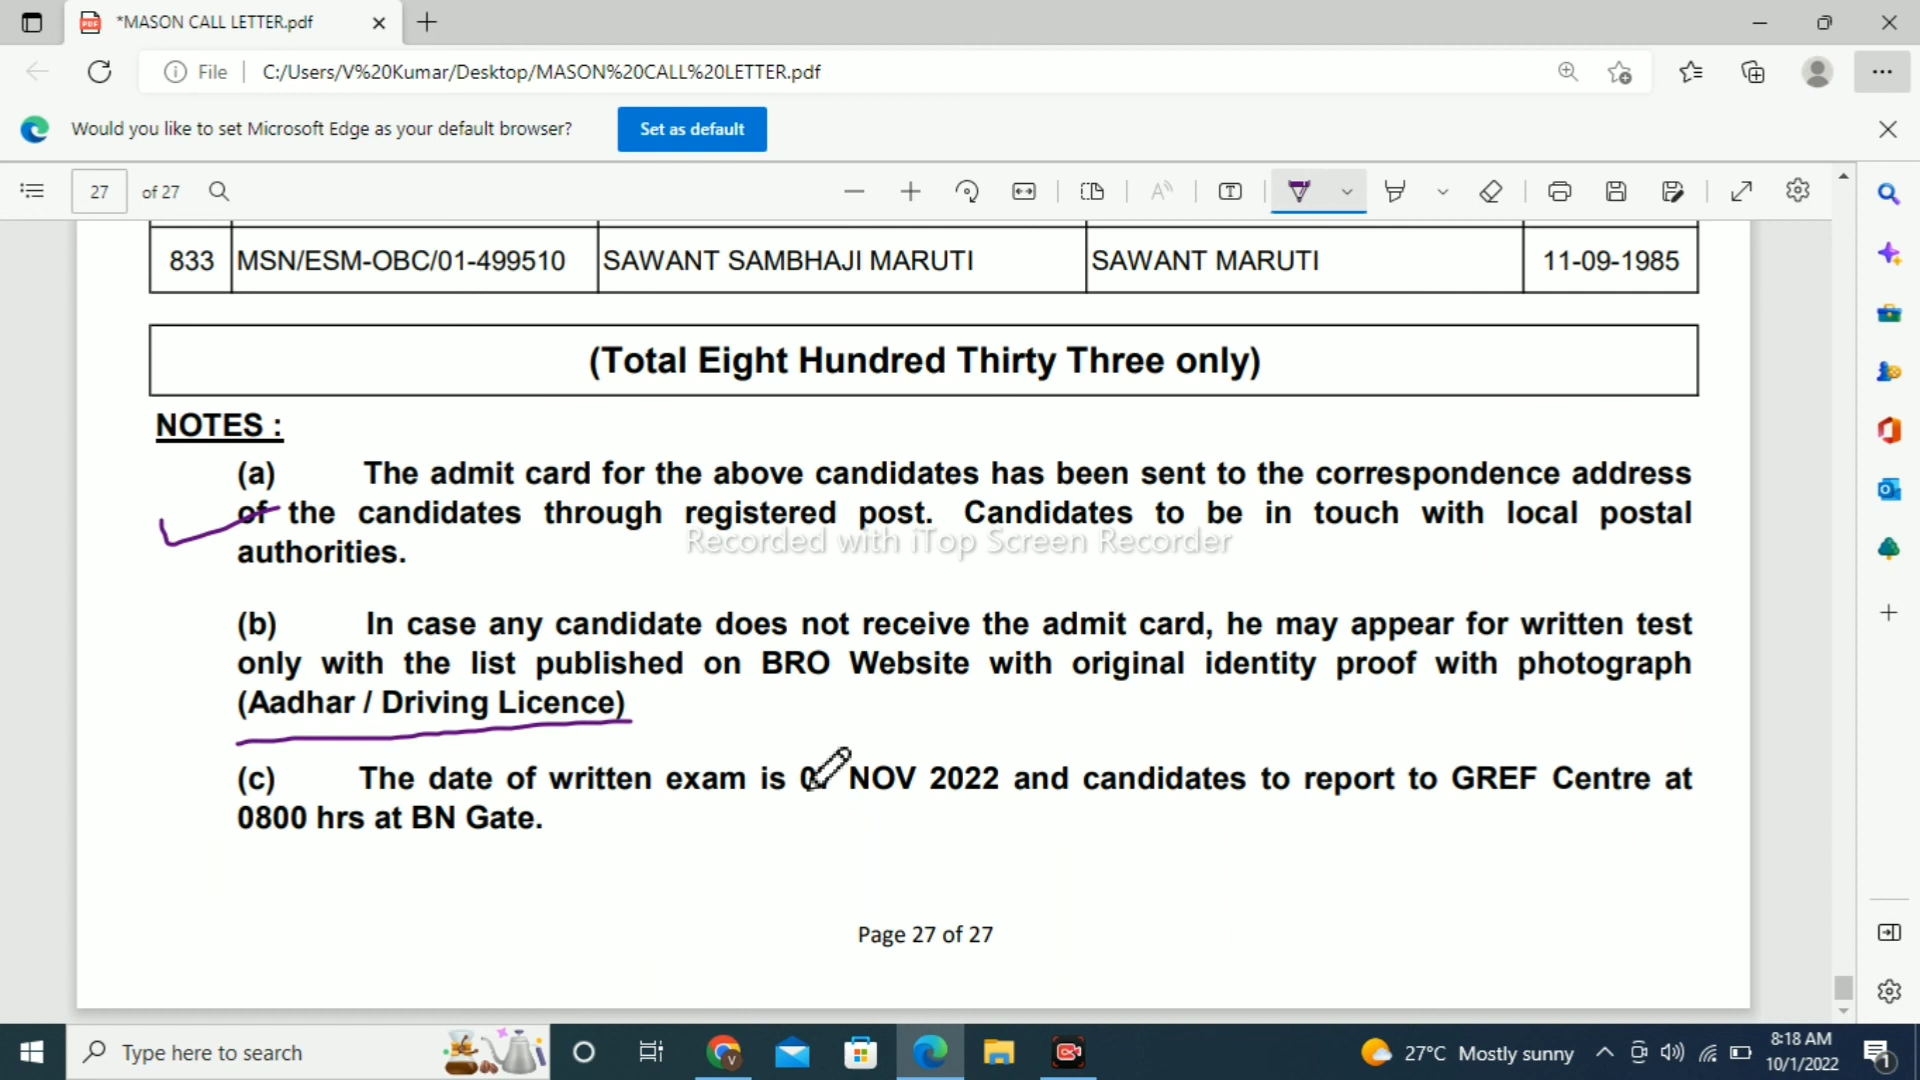 *MASON CALL LETTER.pdf
File
C:/Users/V%20Kumar/Desktop/MASON%20CALL%20LETTER.pdf
Would you like to set Microsoft Edge as your default browser?
Set as default
27 of 27
833 MSN/ESM-OBC/01-499510 SAWANT SAMBHAJI MARUTI SAWANT MARUTI 11-09-1985
(Total Eight Hundred Thirty Three only)
NOTES :
(a) The admit card for the above candidates has been sent to the correspondence address
of the candidates through registered post. Candidates to be in touch with local postal
authorities.
Recorded with iTop Screen Recorder
(b) In case any candidate does not receive the admit card, he may appear for written test
only with the list published on BRO Website with original identity proof with photograph
(Aadhar / Driving Licence)
(c) The date of written exam is NOV 2022 and candidates to report to GREF Centre at
0800 hrs at BN Gate.
Page 27 of 27
Type here to search
27°C Mostly sunny
8:18 AM
10/1/2022
1